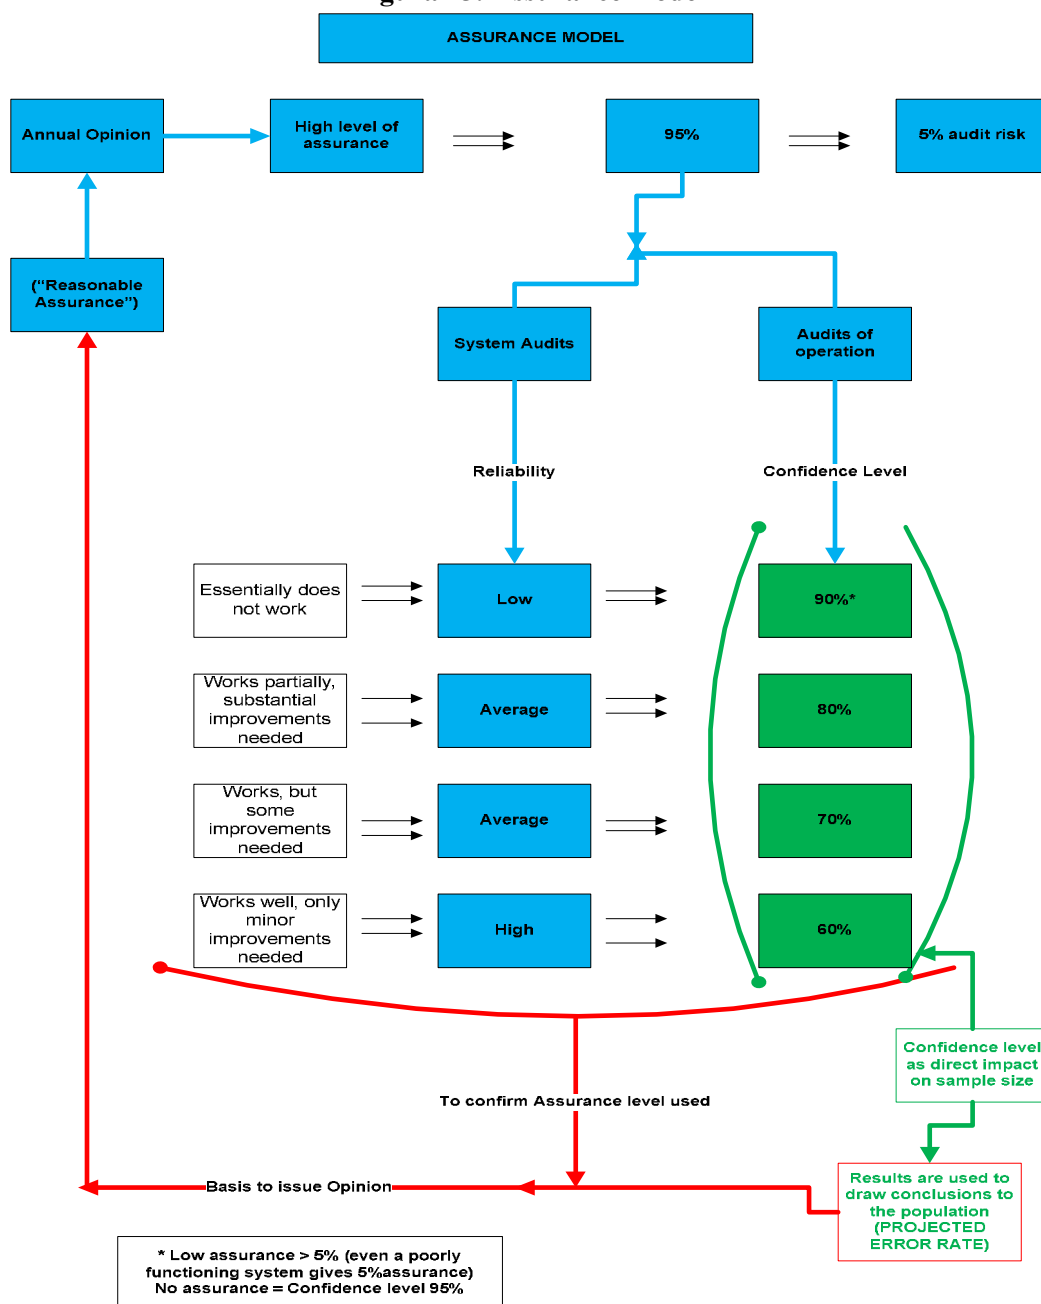 ASSURANCE MODEL
Annual Opinion
High level of
assurance
95%
5% audit risk
("Reasonable
Assurance")
System Audits
Audits of
operation
Reliability
Confidence Level
Essentially does
not work
Low
90%*
Works partially,
substantial
improvements
needed
Average
80%
Works, but
some
improvements
needed
Average
70%
Works well, only
minor
improvements
needed
High
60%
Confidence level
as direct impact
on sample size
To confirm Assurance level used
Basis to issue Opinion
Results are used to
draw conclusions to
the population
(PROJECTED
ERROR RATE)
* Low assurance > 5% (even a poorly
functioning system gives 5%assurance)
No assurance = Confidence level 95%